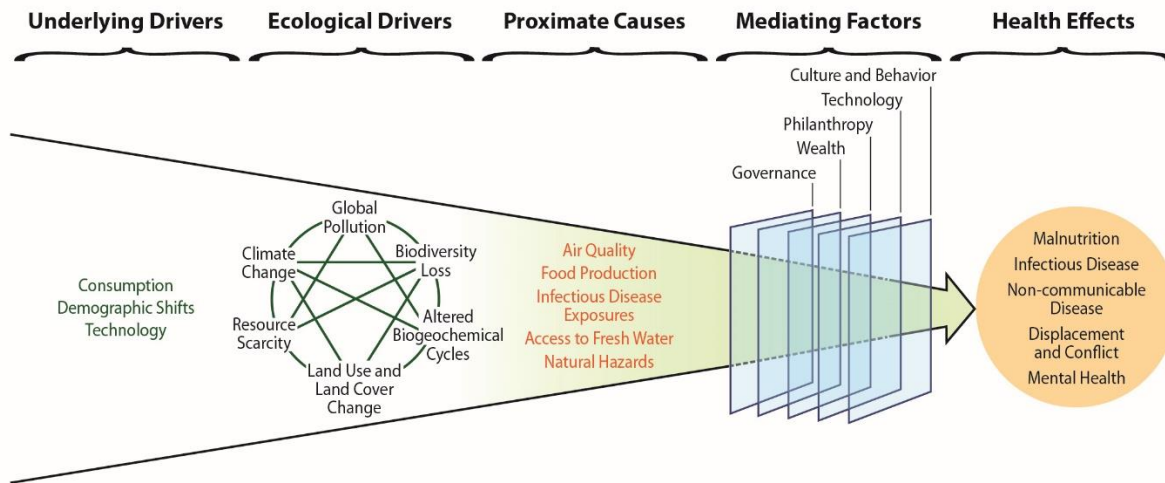 Underlying Drivers
Ecological Drivers
Proximate Causes
Mediating Factors
Health Effects
Consumption
Demographic Shifts
Technology
Global
Pollution
Biodiversity
Loss
Climate
Change
Altered
Biogeochemical
Cycles
Resource
Scarcity
Land Use and
Land Cover
Change
Air Quality
Food Production
Infectious Disease
Exposures
Access to Fresh Water
Natural Hazards
Culture and Behavior
Technology
Philanthropy
Wealth
Governance
Malnutrition
Infectious Disease
Non-communicable
Disease
Displacement
and Conflict
Mental Health